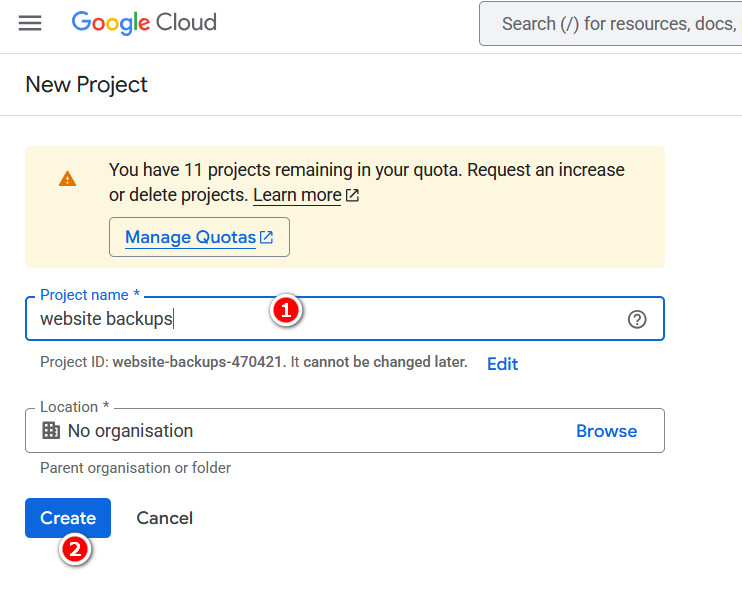 Google Cloud
Search (/) for resources, docs,
New Project
You have 11 projects remaining in your quota. Request an increase
or delete projects. Learn more
Manage Quotas
Project name *
1
website backups
Project ID: website-backups-470421. It cannot be changed later.
Edit
Location *
No organisation
Browse
Parent organisation or folder
Create
Cancel
2